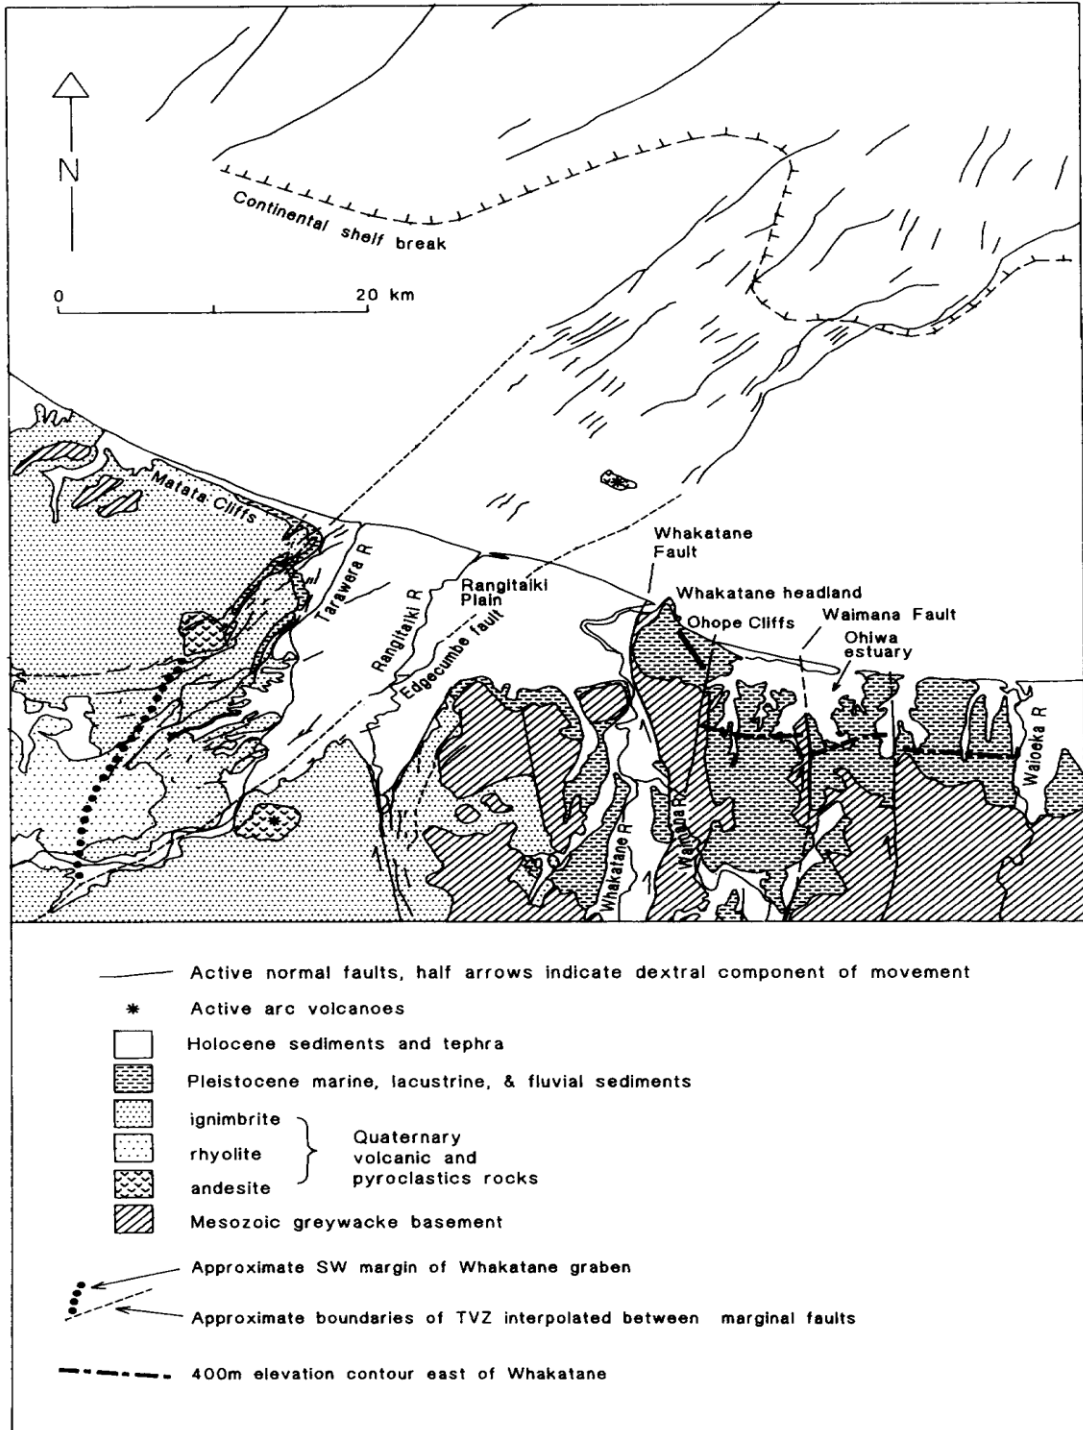 N
Continental shelf break
0 20 km
Matata Cliffs
Tarawera R
Rangitaiki R
Rangitaiki
Plain
Edgecumbe fault
Whakatane
Fault
Whakatane headland
Ohope Cliffs
Waimana Fault
Ohiwa
estuary
Whakatane R
Waimana R
Waioeka R
Active normal faults, half arrows indicate dextral component of movement
Active arc volcanoes
Holocene sediments and tephra
Pleistocene marine, lacustrine, & fluvial sediments
ignimbrite
rhyolite
andesite
Quaternary
volcanic and
pyroclastics rocks
Mesozoic greywacke basement
Approximate SW margin of Whakatane graben
Approximate boundaries of TVZ interpolated between marginal faults
400m elevation contour east of Whakatane